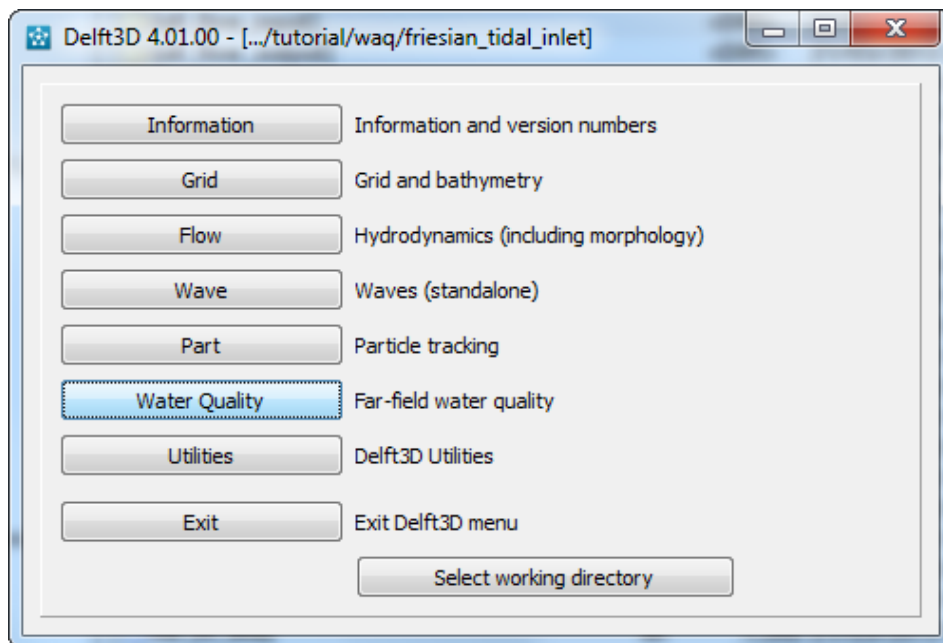 Delft3D 4.01.00 - [.../tutorial/waq/friesian_tidal_inlet]
Information Information and version numbers
Grid Grid and bathymetry
Flow Hydrodynamics (including morphology)
Wave Waves (standalone)
Part Particle tracking
Water Quality Far-field water quality
Utilities Delft3D Utilities
Exit Exit Delft3D menu
Select working directory